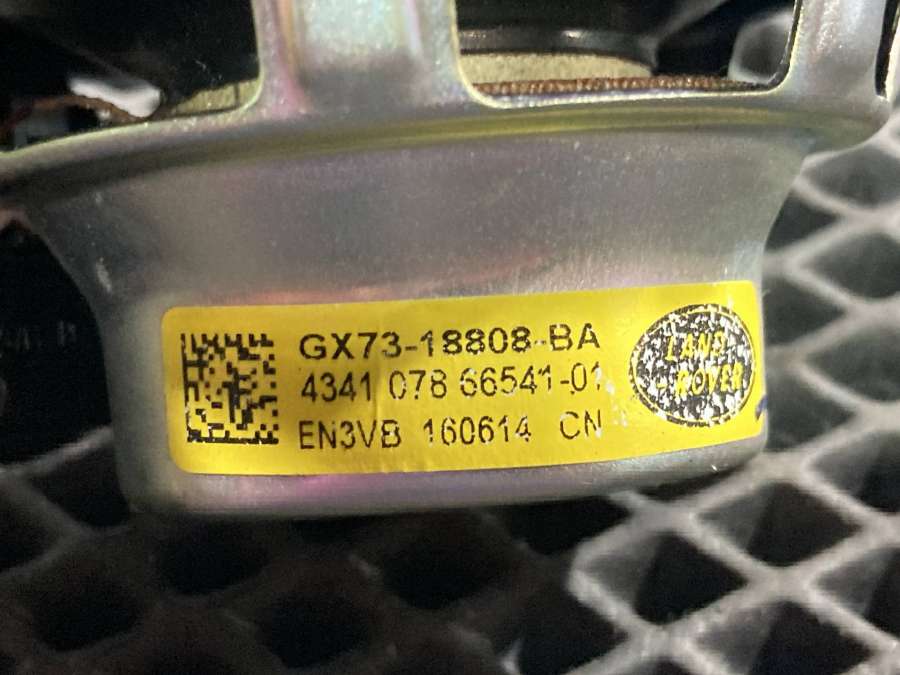 GX73-18808-BA
4341 078 66541-01
EN3VB 160614 CN
LAND
-ROVER